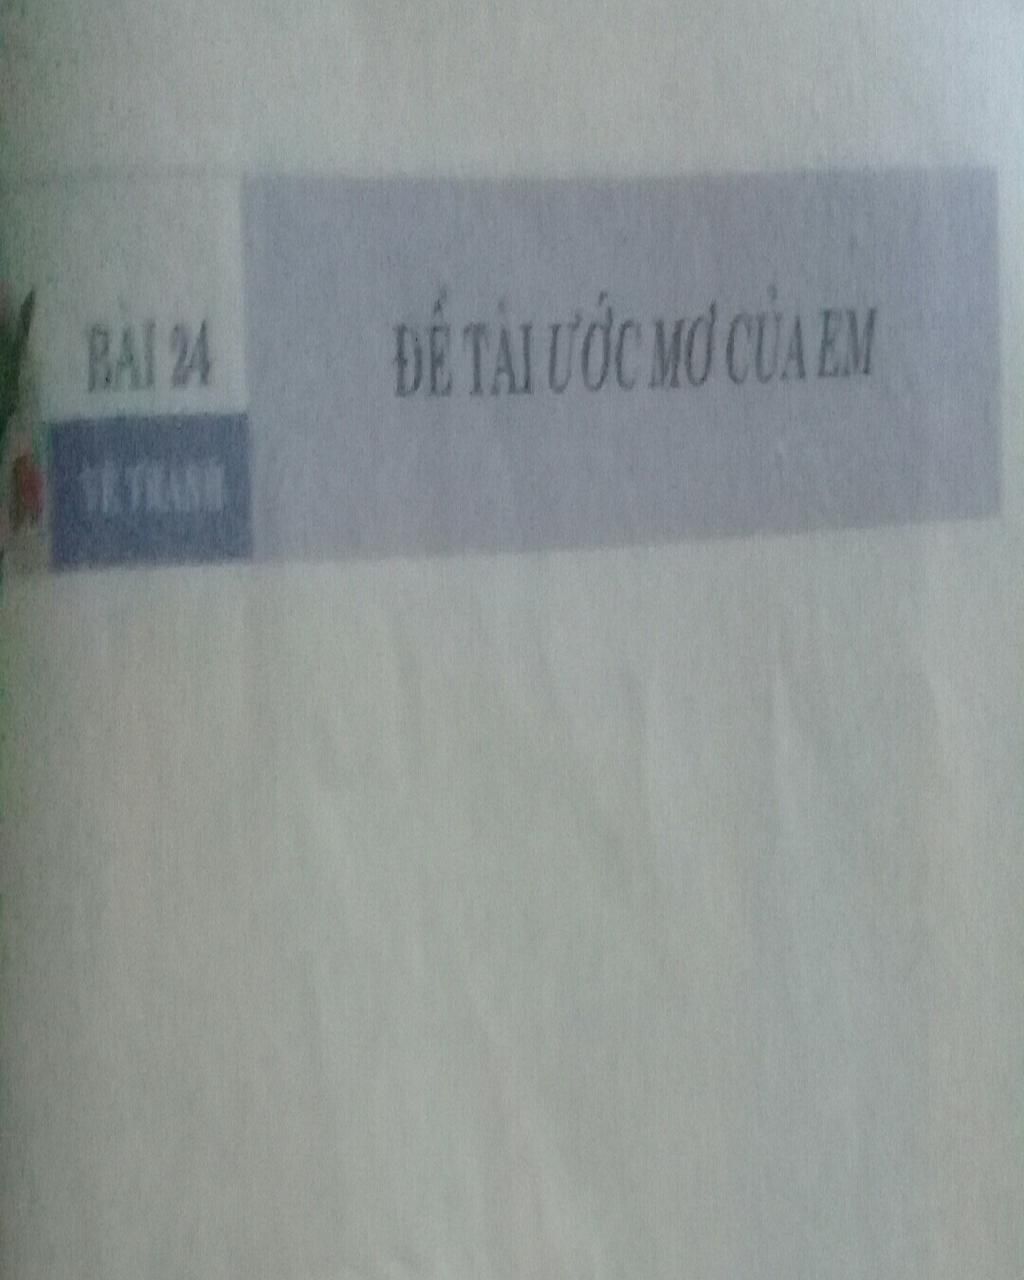 BÀI 24
ĐỀ TÀI ƯỚC MƠ CỦA EM
VẼ TRANH